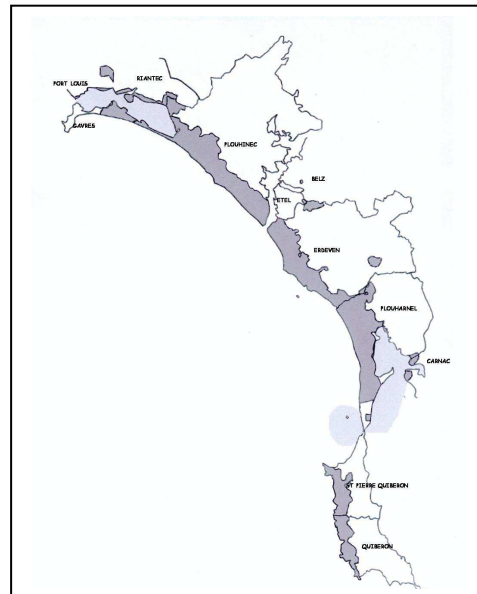 RIANTEC
PORT LOUIS
GAVRES
PLOUHINEC
BELZ
ETEL
ERDEVEN
PLOUHARNEL
CARNAC
ST PIERRE QUIBERON
QUIBERON